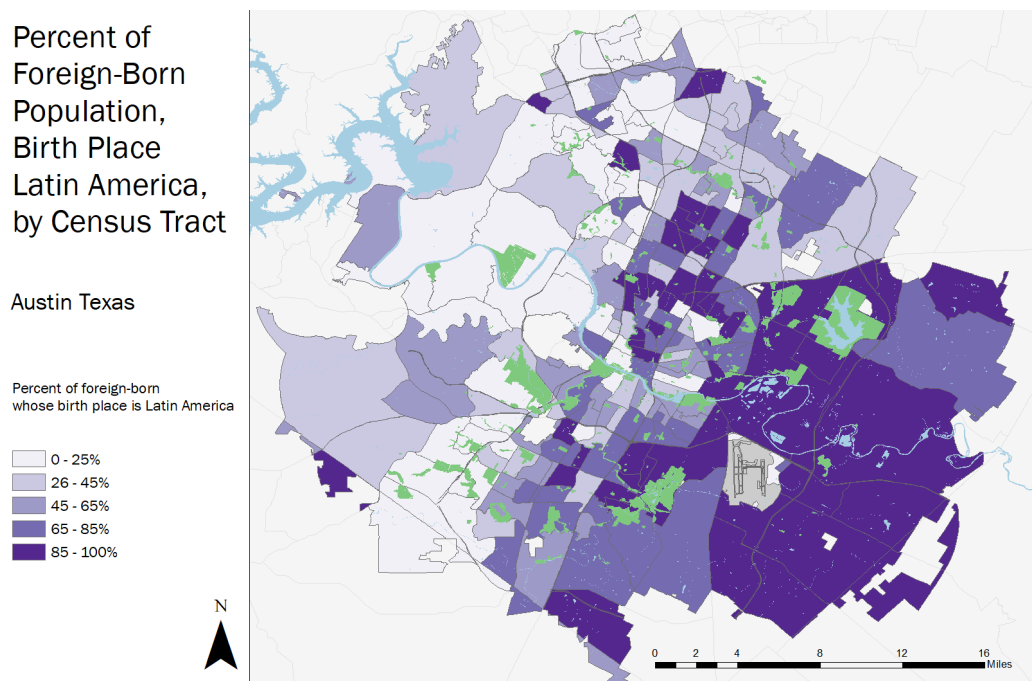 Percent of
Foreign-Born
Population,
Birth Place
Latin America,
by Census Tract
Austin Texas
Percent of foreign-born
whose birth place is Latin America
0 - 25%
26 - 45%
45 - 65%
65 - 85%
85 - 100%
N
0 2 4 8 12 16
Miles